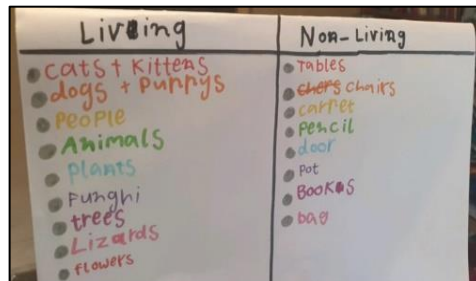 Living
cats + Kittens
dogs + Puppys
PeoPle
Animals
Plants
Funghi
trees
Lizards
flowers
Non-Living
Tables
chers chairs
carpet
Pencil
door
Pot
Books
bag